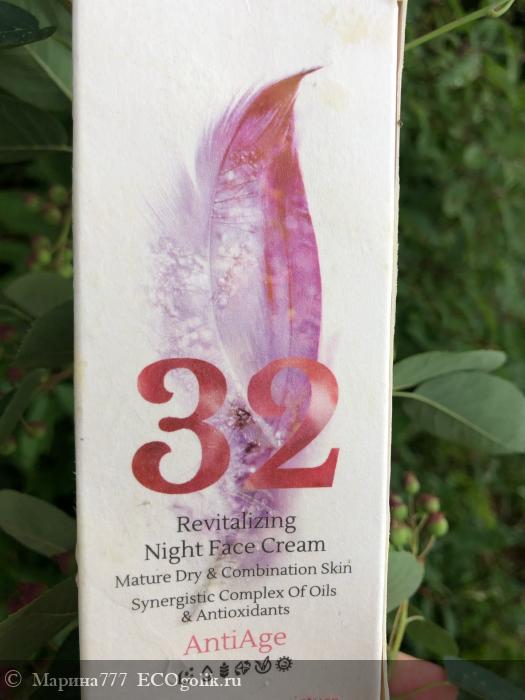 32
Revitalizing
Night Face Cream
Mature Dry & Combination Skin
Synergistic Complex Of Oils
& Antioxidants
AntiAge
© Марина777 ECOgolik.ru